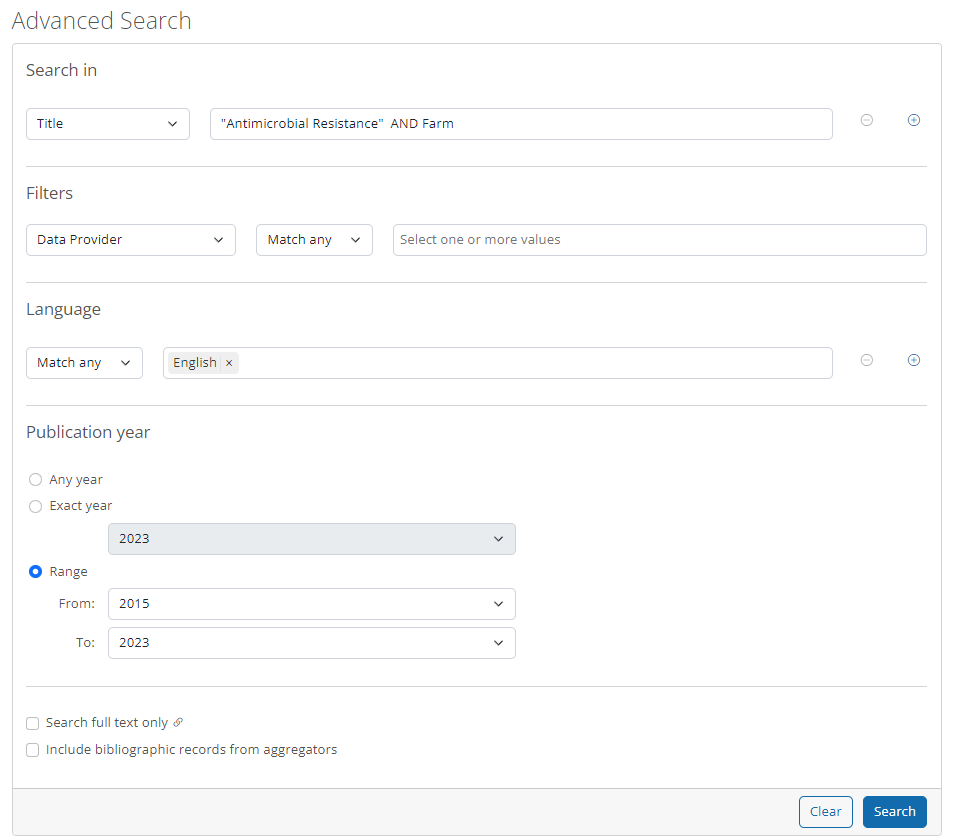 Advanced Search
Search in
Title "Antimicrobial Resistance" AND Farm
Filters
Data Provider Match any Select one or more values
Language
Match any English ×
Publication year
Any year
Exact year
2023
Range
From: 2015
To: 2023
Search full text only
Include bibliographic records from aggregators
Clear Search